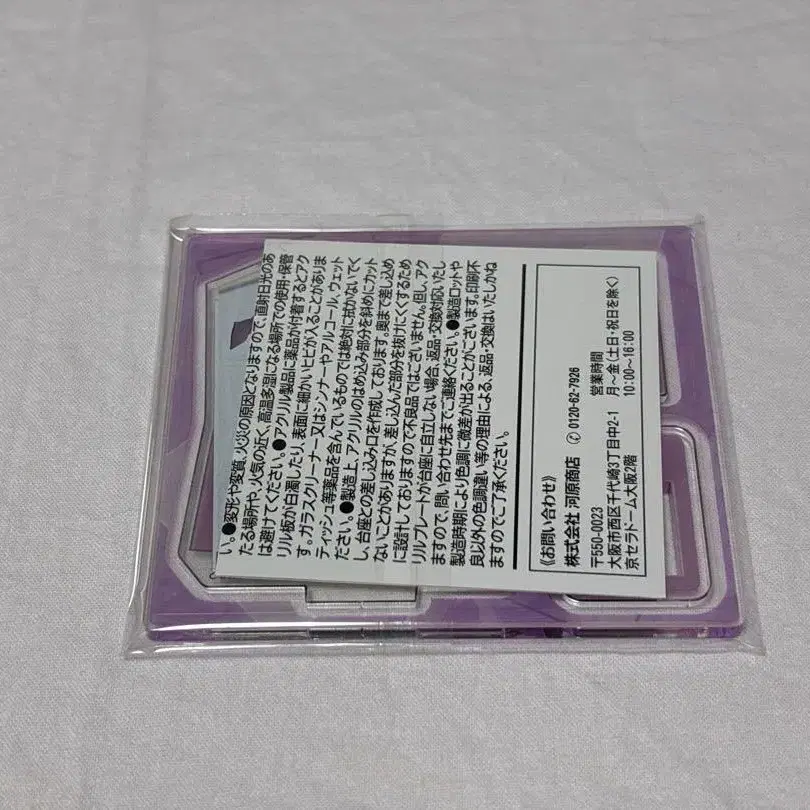 い。●変形や変質、火災の原因となりますので、直射日光のあ
たる場所や、火気の近く、高温多湿になる場所での使用・保管
は避けてください。●アクリル製品に薬品が付着するとアク
リル板が白濁したり、表面に細かいヒビが入ることがありま
す。ガラスクリーナー又はシンナーやアルコール、ウェット
ティッシュ等薬品を含んでいるものでは絶対に拭かないでく
ださい。●製造上、アクリルのはめ込み部分を斜めにカット
し、台座との差し込み口を作成しております。奥まで差し込め
ないことがありますが、差し込んだ部分を抜けにくくするため
に設計しておりますので不良品ではございません。但し、アク
リルプレートが台座に自立しない場合、返品・交換対応いたし
ますので、問い合わせ先までご連絡ください。●製造ロットや
製造時期により色調に微差が出ることがございます。印刷不
良以外の色調違い等の理由による、返品・交換はいたしかね
ますのでご了承ください。
《お問い合わせ》
株式会社 河原商店 ✆ 0120-62-7926
〒550-0023 営業時間
大阪市西区千代崎3丁目中2-1 月～金(土日・祝日を除く)
京セラドーム大阪2階 10:00～16:00